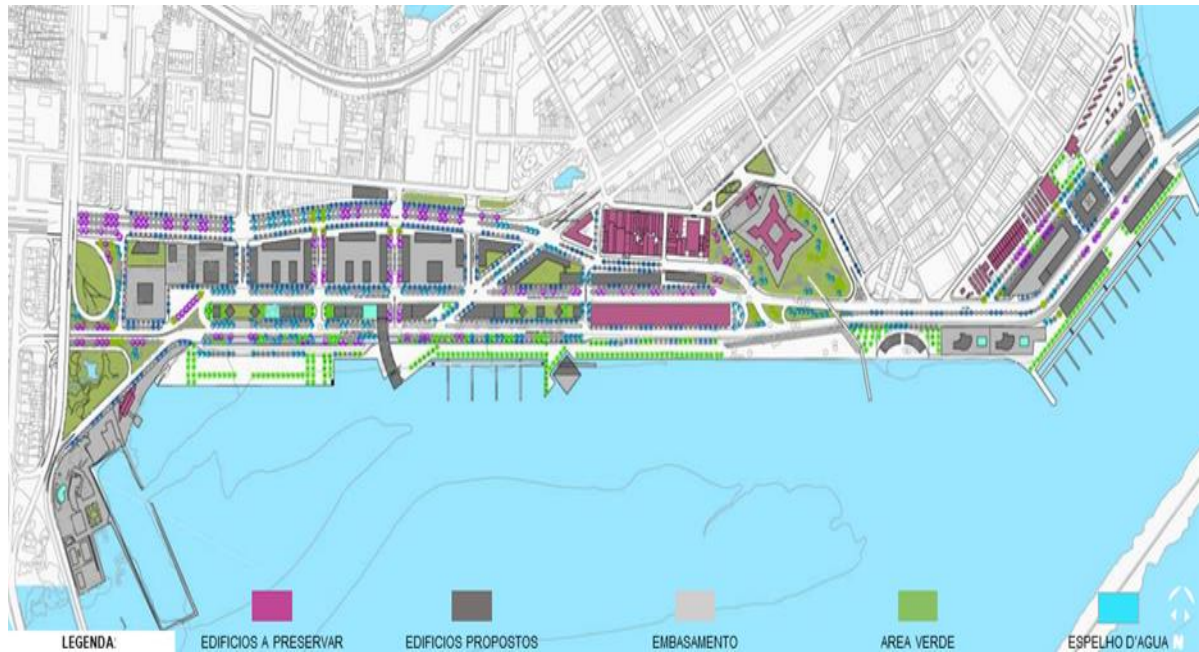 LEGENDA:
EDIFICIOS A PRESERVAR
EDIFICIOS PROPOSTOS
EMBASAMENTO
AREA VERDE
ESPELHO D'AGUA
N